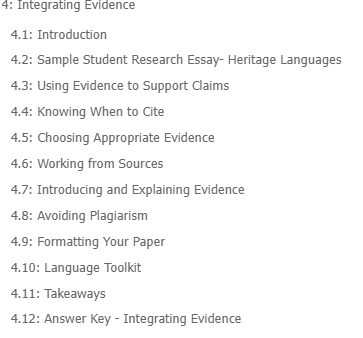 4: Integrating Evidence
4.1: Introduction
4.2: Sample Student Research Essay- Heritage Languages
4.3: Using Evidence to Support Claims
4.4: Knowing When to Cite
4.5: Choosing Appropriate Evidence
4.6: Working from Sources
4.7: Introducing and Explaining Evidence
4.8: Avoiding Plagiarism
4.9: Formatting Your Paper
4.10: Language Toolkit
4.11: Takeaways
4.12: Answer Key - Integrating Evidence